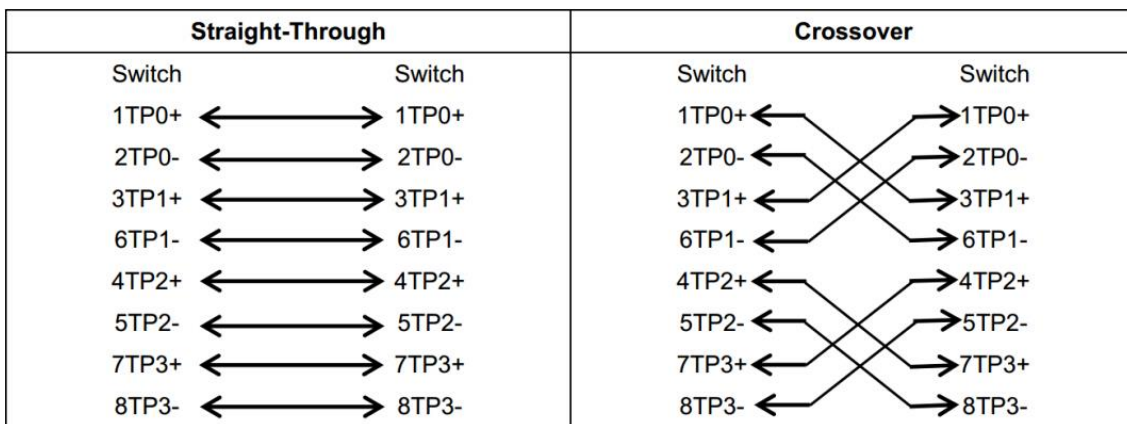 Straight-Through Crossover
Switch Switch Switch Switch
1TP0+ 1TP0+ 1TP0+ 1TP0+
2TP0- 2TP0- 2TP0- 2TP0-
3TP1+ 3TP1+ 3TP1+ 3TP1+
6TP1- 6TP1- 6TP1- 6TP1-
4TP2+ 4TP2+ 4TP2+ 4TP2+
5TP2- 5TP2- 5TP2- 5TP2-
7TP3+ 7TP3+ 7TP3+ 7TP3+
8TP3- 8TP3- 8TP3- 8TP3-